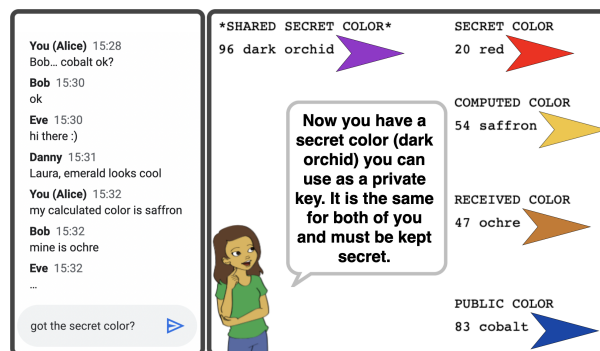 You (Alice) 15:28
Bob... cobalt ok?
Bob 15:30
ok
Eve 15:30
hi there :)
Danny 15:31
Laura, emerald looks cool
You (Alice) 15:32
my calculated color is saffron
Bob 15:32
mine is ochre
Eve 15:32
...
got the secret color?
*SHARED SECRET COLOR*
96 dark orchid
Now you have a
secret color (dark
orchid) you can
use as a private
key. It is the same
for both of you
and must be kept
secret.
SECRET COLOR
20 red
COMPUTED COLOR
54 saffron
RECEIVED COLOR
47 ochre
PUBLIC COLOR
83 cobalt